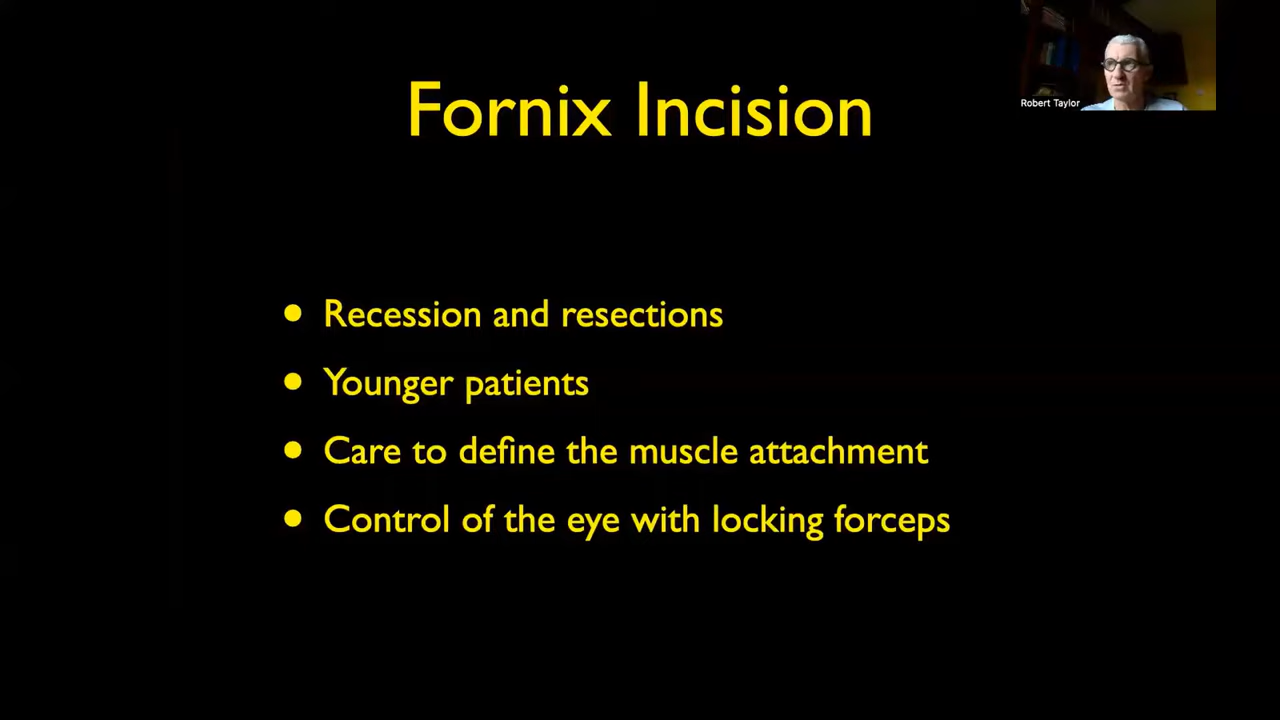 Fornix Incision
Robert Taylor
• Recession and resections
• Younger patients
• Care to define the muscle attachment
• Control of the eye with locking forceps